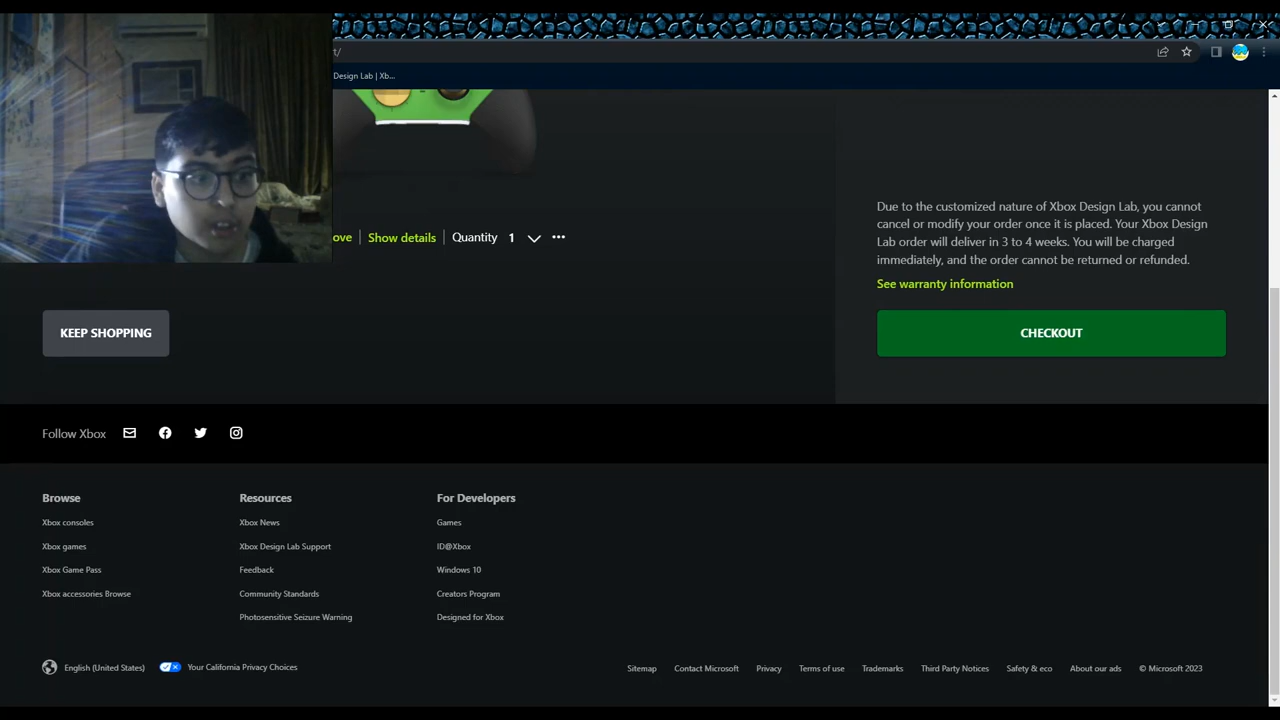 t/
Design Lab | Xb...
ove
Show details
Quantity 1
Due to the customized nature of Xbox Design Lab, you cannot
cancel or modify your order once it is placed. Your Xbox Design
Lab order will deliver in 3 to 4 weeks. You will be charged
immediately, and the order cannot be returned or refunded.
See warranty information
KEEP SHOPPING
CHECKOUT
Follow Xbox
Browse
Xbox consoles
Xbox games
Xbox Game Pass
Xbox accessories Browse
Resources
Xbox News
Xbox Design Lab Support
Feedback
Community Standards
Photosensitive Seizure Warning
For Developers
Games
ID@Xbox
Windows 10
Creators Program
Designed for Xbox
English (United States)
Your California Privacy Choices
Sitemap
Contact Microsoft
Privacy
Terms of use
Trademarks
Third Party Notices
Safety & eco
About our ads
© Microsoft 2023